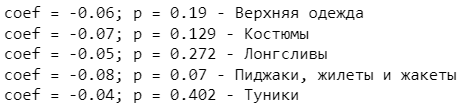 coef = -0.06; p = 0.19 - Верхняя одежда
coef = -0.07; p = 0.129 - Костюмы
coef = -0.05; p = 0.272 - Лонгсливы
coef = -0.08; p = 0.07 - Пиджаки, жилеты и жакеты
coef = -0.04; p = 0.402 - Туники